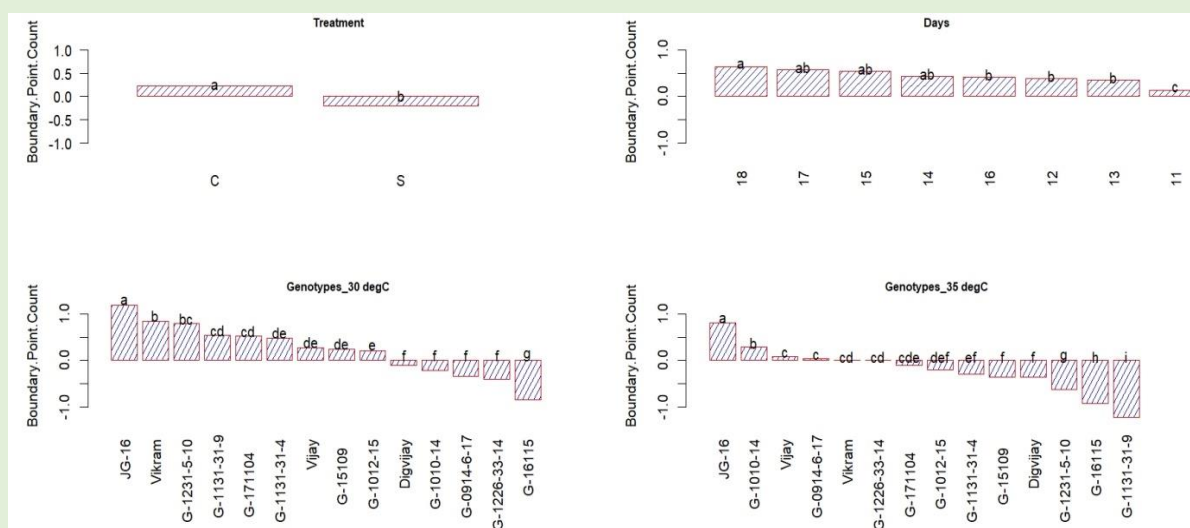 Treatment
Boundary.Point.Count
1.0
0.5
0.0
-0.5
-1.0
a
b
C
S
Days
Boundary.Point.Count
1.0
0.0
-1.0
a
ab
ab
ab
b
b
b
c
18
17
15
14
16
12
13
11
Genotypes_30 degC
Boundary.Point.Count
1.0
0.0
-1.0
a
b
bc
cd
cd
de
de
de
e
f
f
f
f
g
JG-16
Vikram
G-1231-5-10
G-1131-31-9
G-171104
G-1131-31-4
Vijay
G-15109
G-1012-15
Digvijay
G-1010-14
G-0914-6-17
G-1226-33-14
G-16115
Genotypes_35 degC
Boundary.Point.Count
1.0
0.0
-1.0
a
b
c
c
cd
cd
cde
def
ef
f
f
g
h
i
JG-16
G-1010-14
Vijay
G-0914-6-17
Vikram
G-1226-33-14
G-171104
G-1012-15
G-1131-31-4
G-15109
Digvijay
G-1231-5-10
G-16115
G-1131-31-9